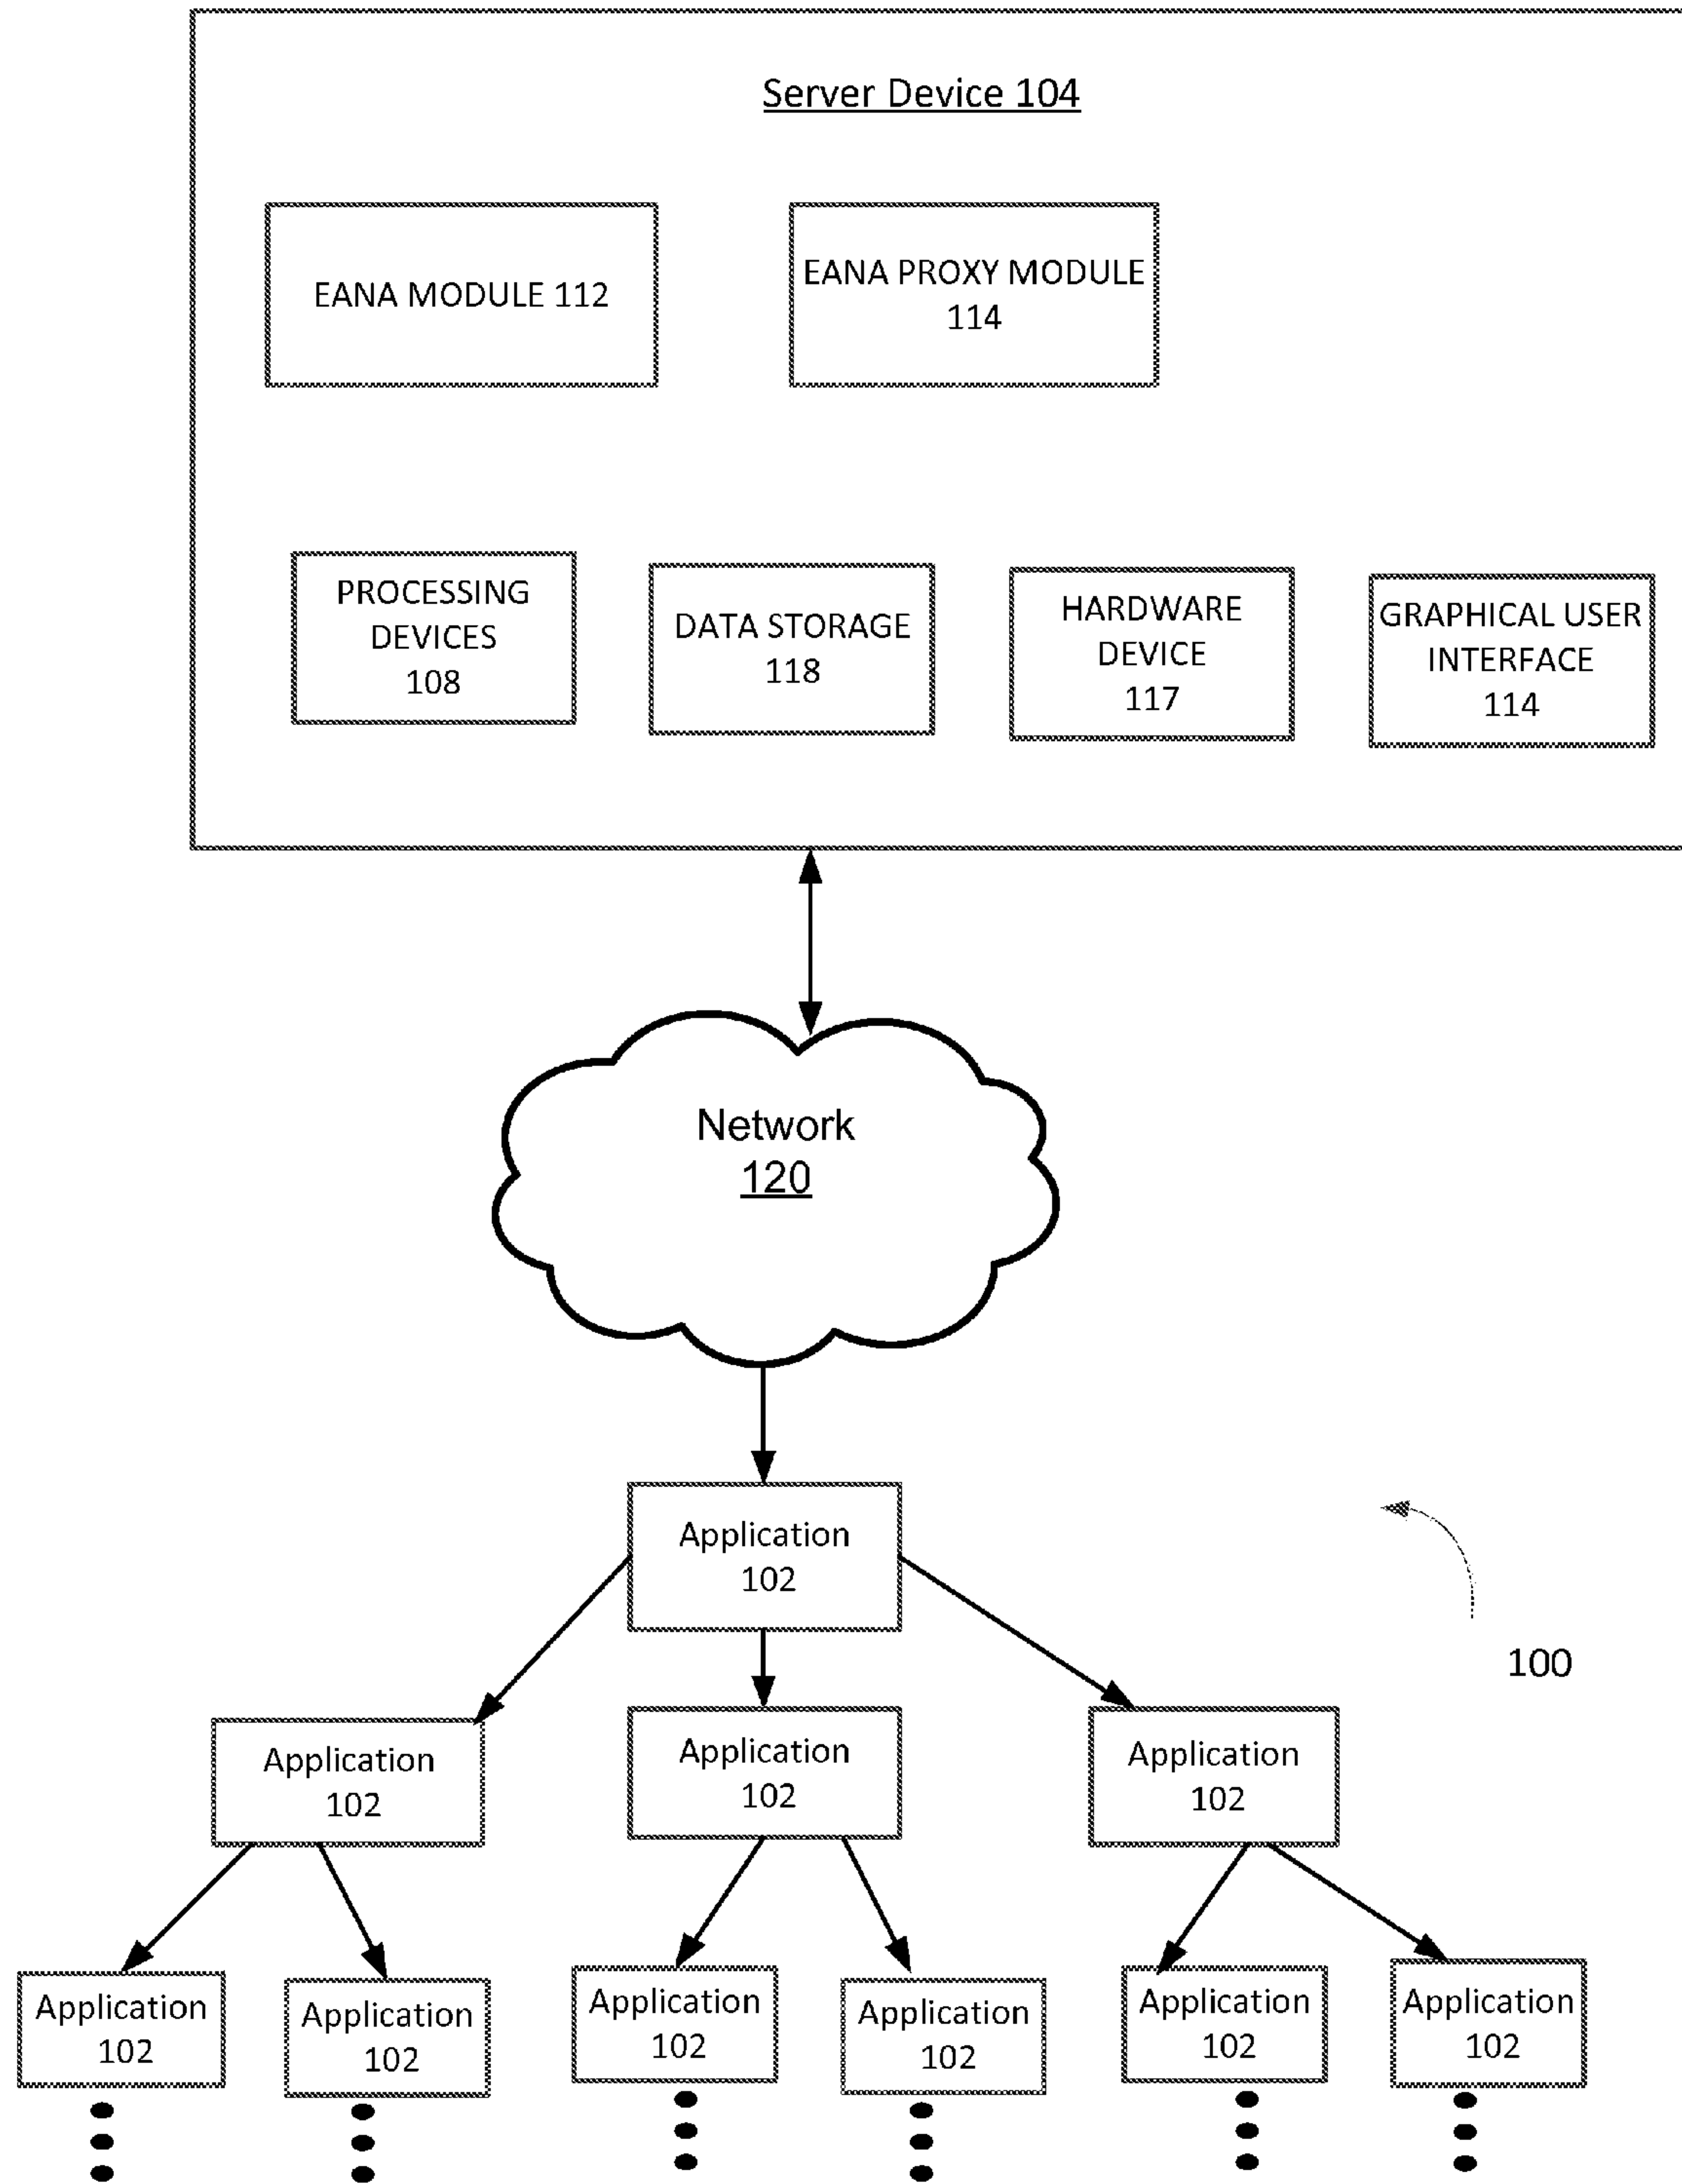 Server Device 104
EANA MODULE 112
EANA PROXY MODULE
114
PROCESSING
DEVICES
108
DATA STORAGE
118
HARDWARE
DEVICE
117
GRAPHICAL USER
INTERFACE
114
Network
120
Application
102
100
Application
102
Application
102
Application
102
Application
102
Application
102
Application
102
Application
102
Application
102
Application
102